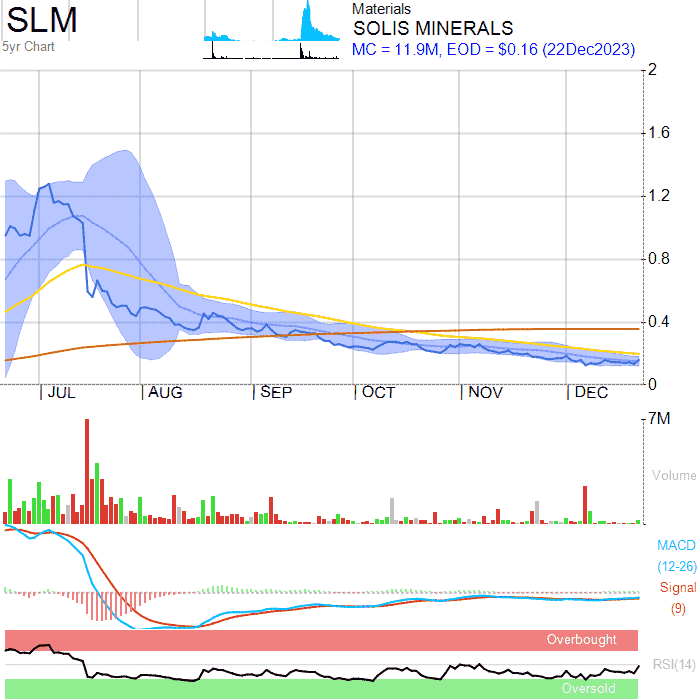 SLM
5yr Chart
Materials
SOLIS MINERALS
MC = 11.9M, EOD = $0.16 (22Dec2023)
2
1.6
1.2
0.8
0.4
0
JUL
AUG
SEP
OCT
NOV
DEC
7M
Volume
MACD
(12-26)
Signal
(9)
Overbought
RSI(14)
Oversold